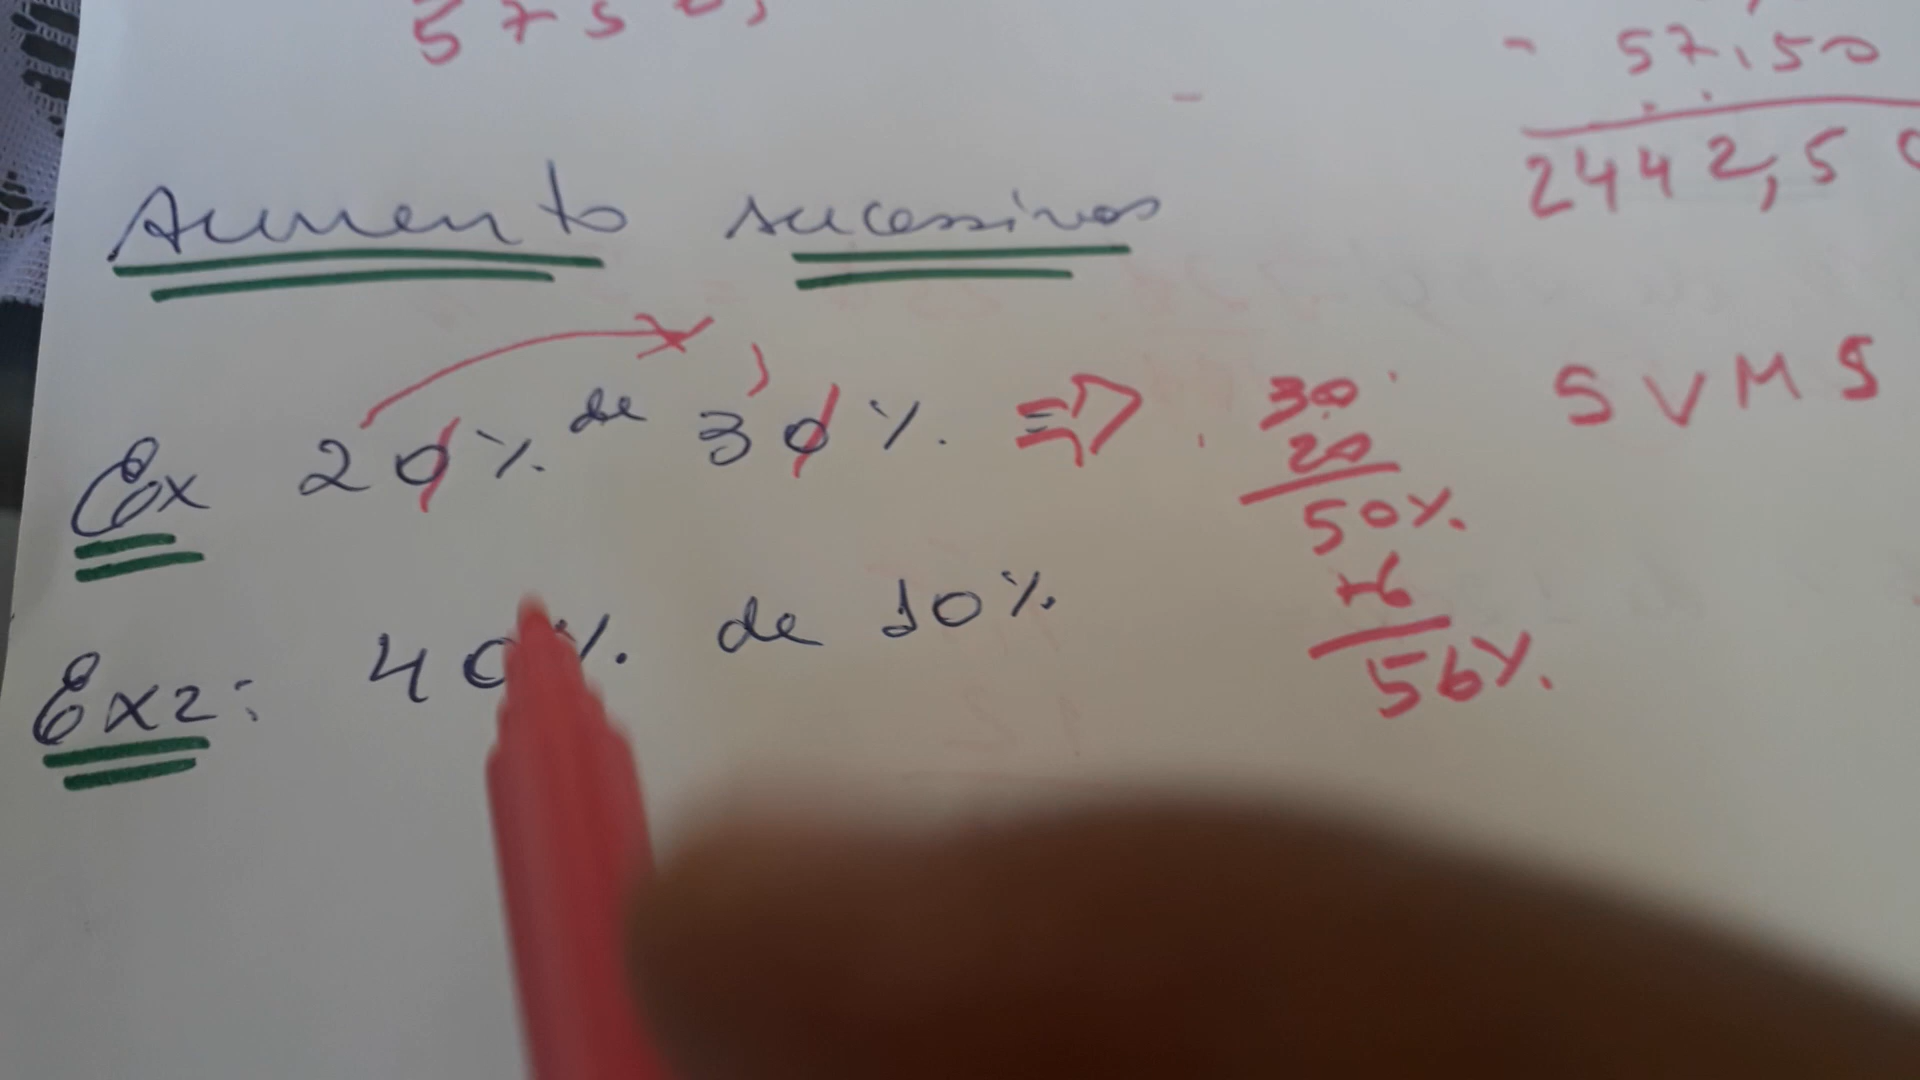 - 57,50
2442,5
Aumento sucessivos
Ex 20% de 30% ⇒ 30 SVMS
20
50%
+6
56%
Ex2: 40% de 10%